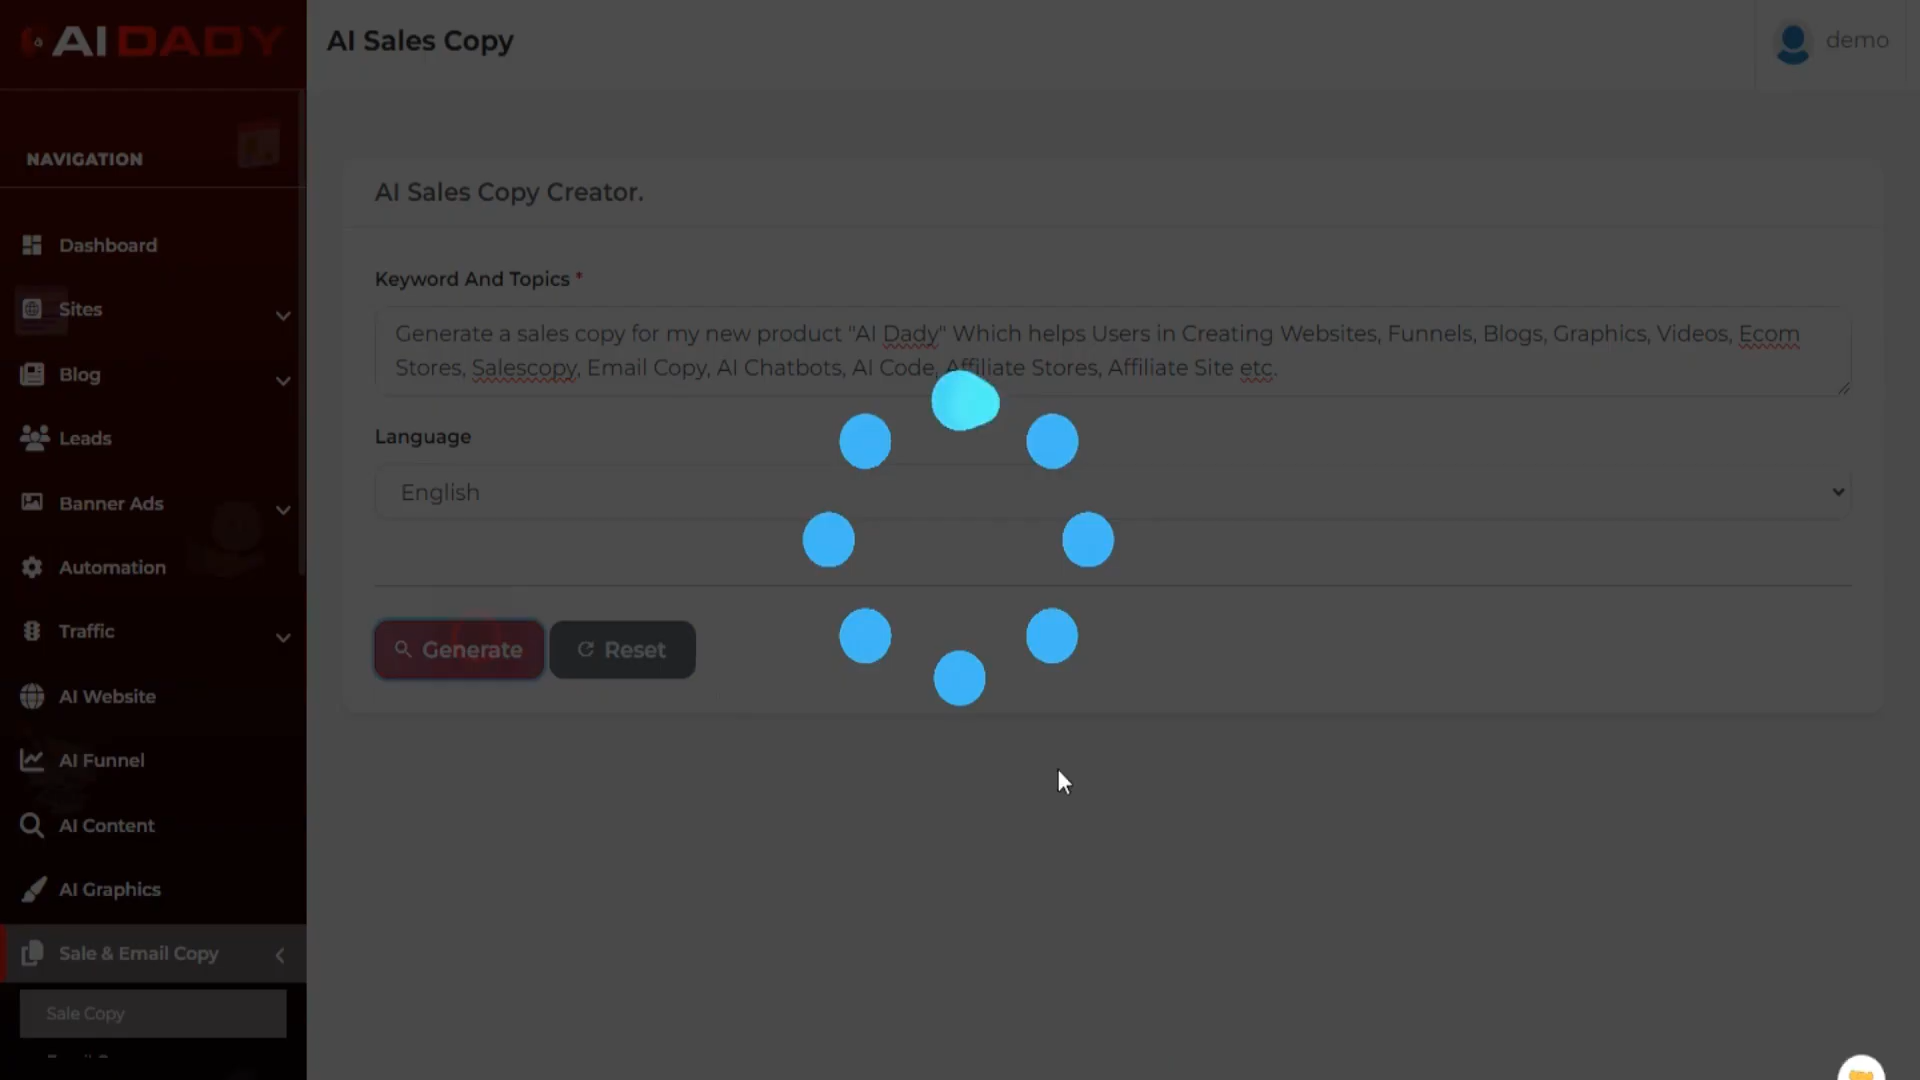 AI DADY
AI Sales Copy
demo
NAVIGATION
Dashboard
Sites
Blog
Leads
Banner Ads
Automation
Traffic
AI Website
AI Funnel
AI Content
AI Graphics
Sale & Email Copy
Sale Copy
AI Sales Copy Creator.
Keyword And Topics *
Generate a sales copy for my new product "AI Dady" Which helps Users in Creating Websites, Funnels, Blogs, Graphics, Videos, Ecom
Stores, Salescopy, Email Copy, AI Chatbots, AI Code, Affiliate Stores, Affiliate Site etc.
Language
English
Generate
Reset